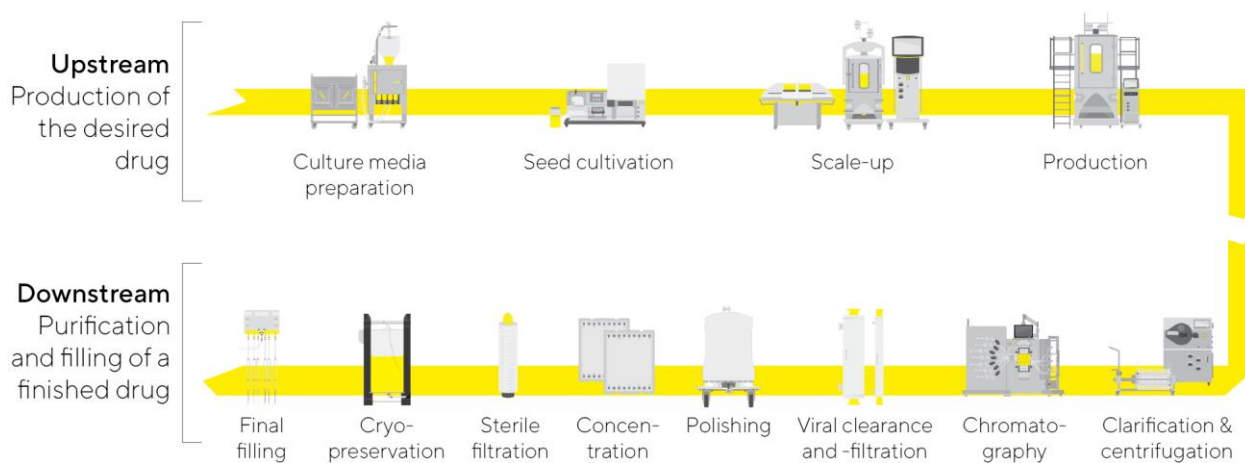 Upstream
Production of
the desired
drug
Culture media
preparation
Seed cultivation
Scale-up
Production
Downstream
Purification
and filling of a
finished drug
Final
filling
Cryo-
preservation
Sterile
filtration
Concen-
tration
Polishing
Viral clearance
and -filtration
Chromato-
graphy
Clarification &
centrifugation